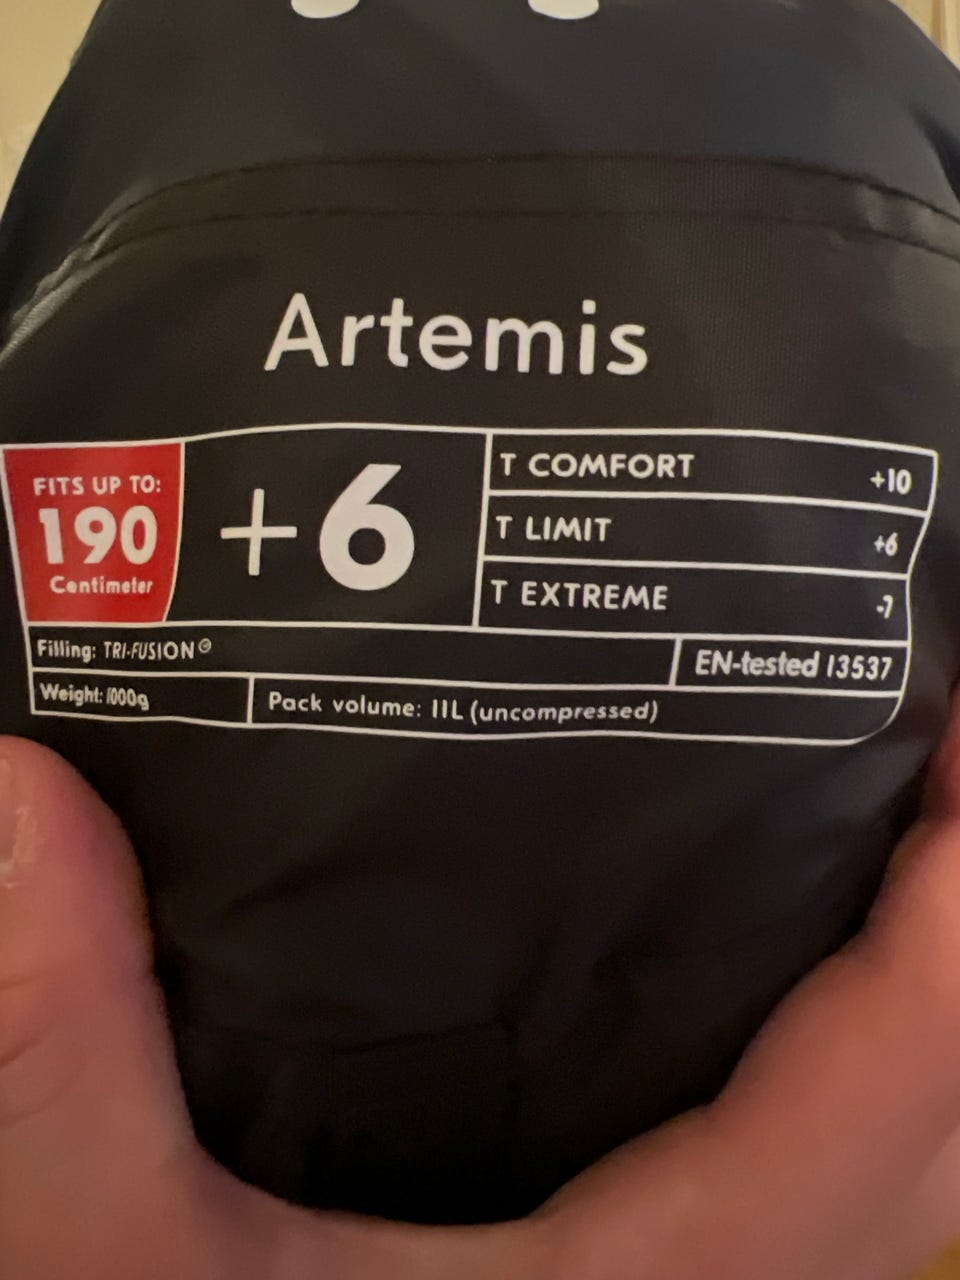 Artemis
FITS UP TO:
190
Centimeter
+6
T COMFORT +10
T LIMIT +6
T EXTREME -7
Filling: TRI-FUSION©
EN-tested 13537
Weight: 1000g
Pack volume: 11L (uncompressed)